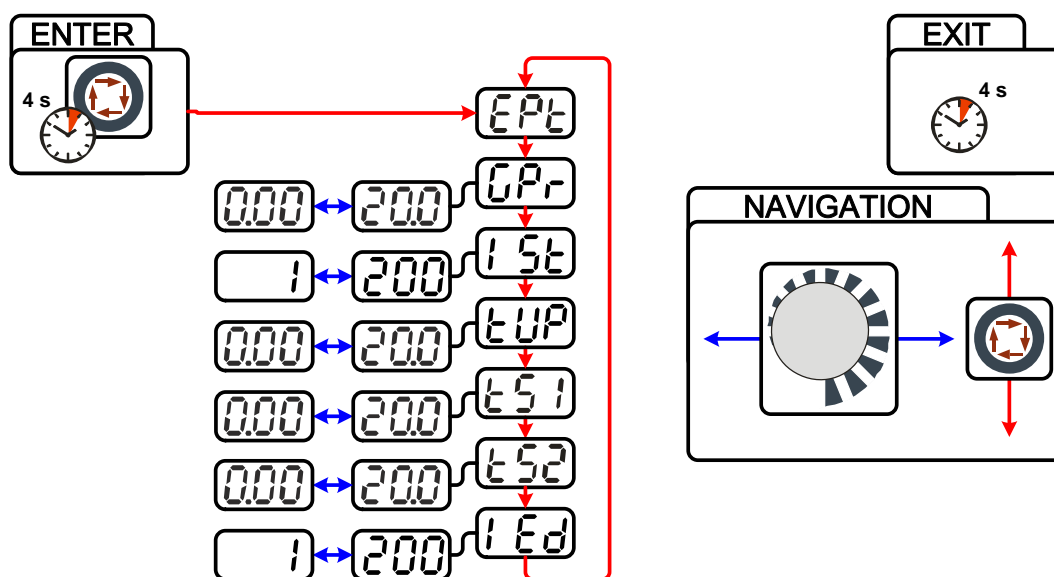 ENTER
EXIT
4 s
4 s
EPt
GPr
0.00 20.0
NAVIGATION
ISt
1 200
tUP
0.00 20.0
tS1
0.00 20.0
tS2
0.00 20.0
IEd
1 200